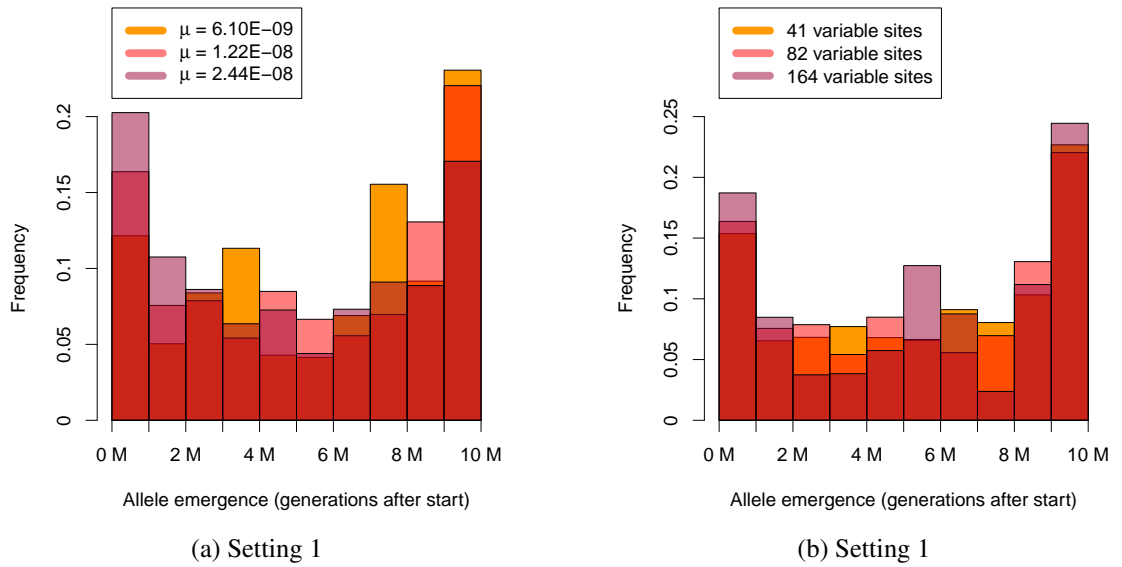 μ = 6.10E−09
μ = 1.22E−08
μ = 2.44E−08
Frequency
0
0.05
0.1
0.15
0.2
0 M 2 M 4 M 6 M 8 M 10 M
Allele emergence (generations after start)
(a) Setting 1
41 variable sites
82 variable sites
164 variable sites
Frequency
0
0.05
0.1
0.15
0.2
0.25
0 M 2 M 4 M 6 M 8 M 10 M
Allele emergence (generations after start)
(b) Setting 1